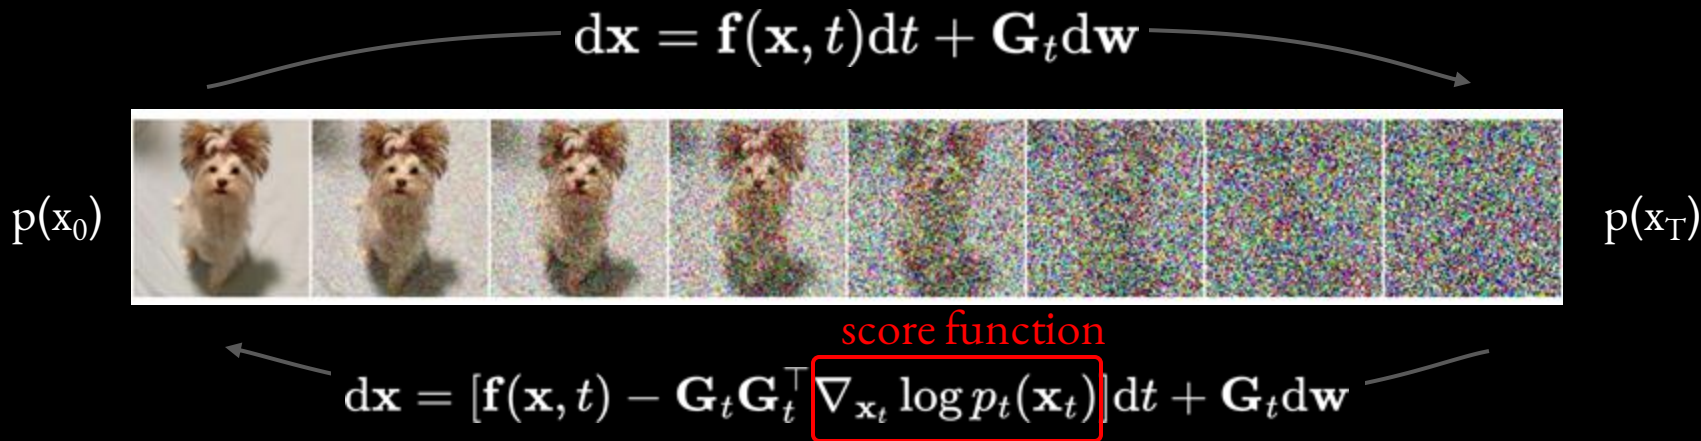 dx = f(x, t)dt + G_t dw
p(x_0)
p(x_T)
score function
dx = [f(x, t) − G_t G_t^⊤ ∇_{x_t} log p_t(x_t)]dt + G_t dw